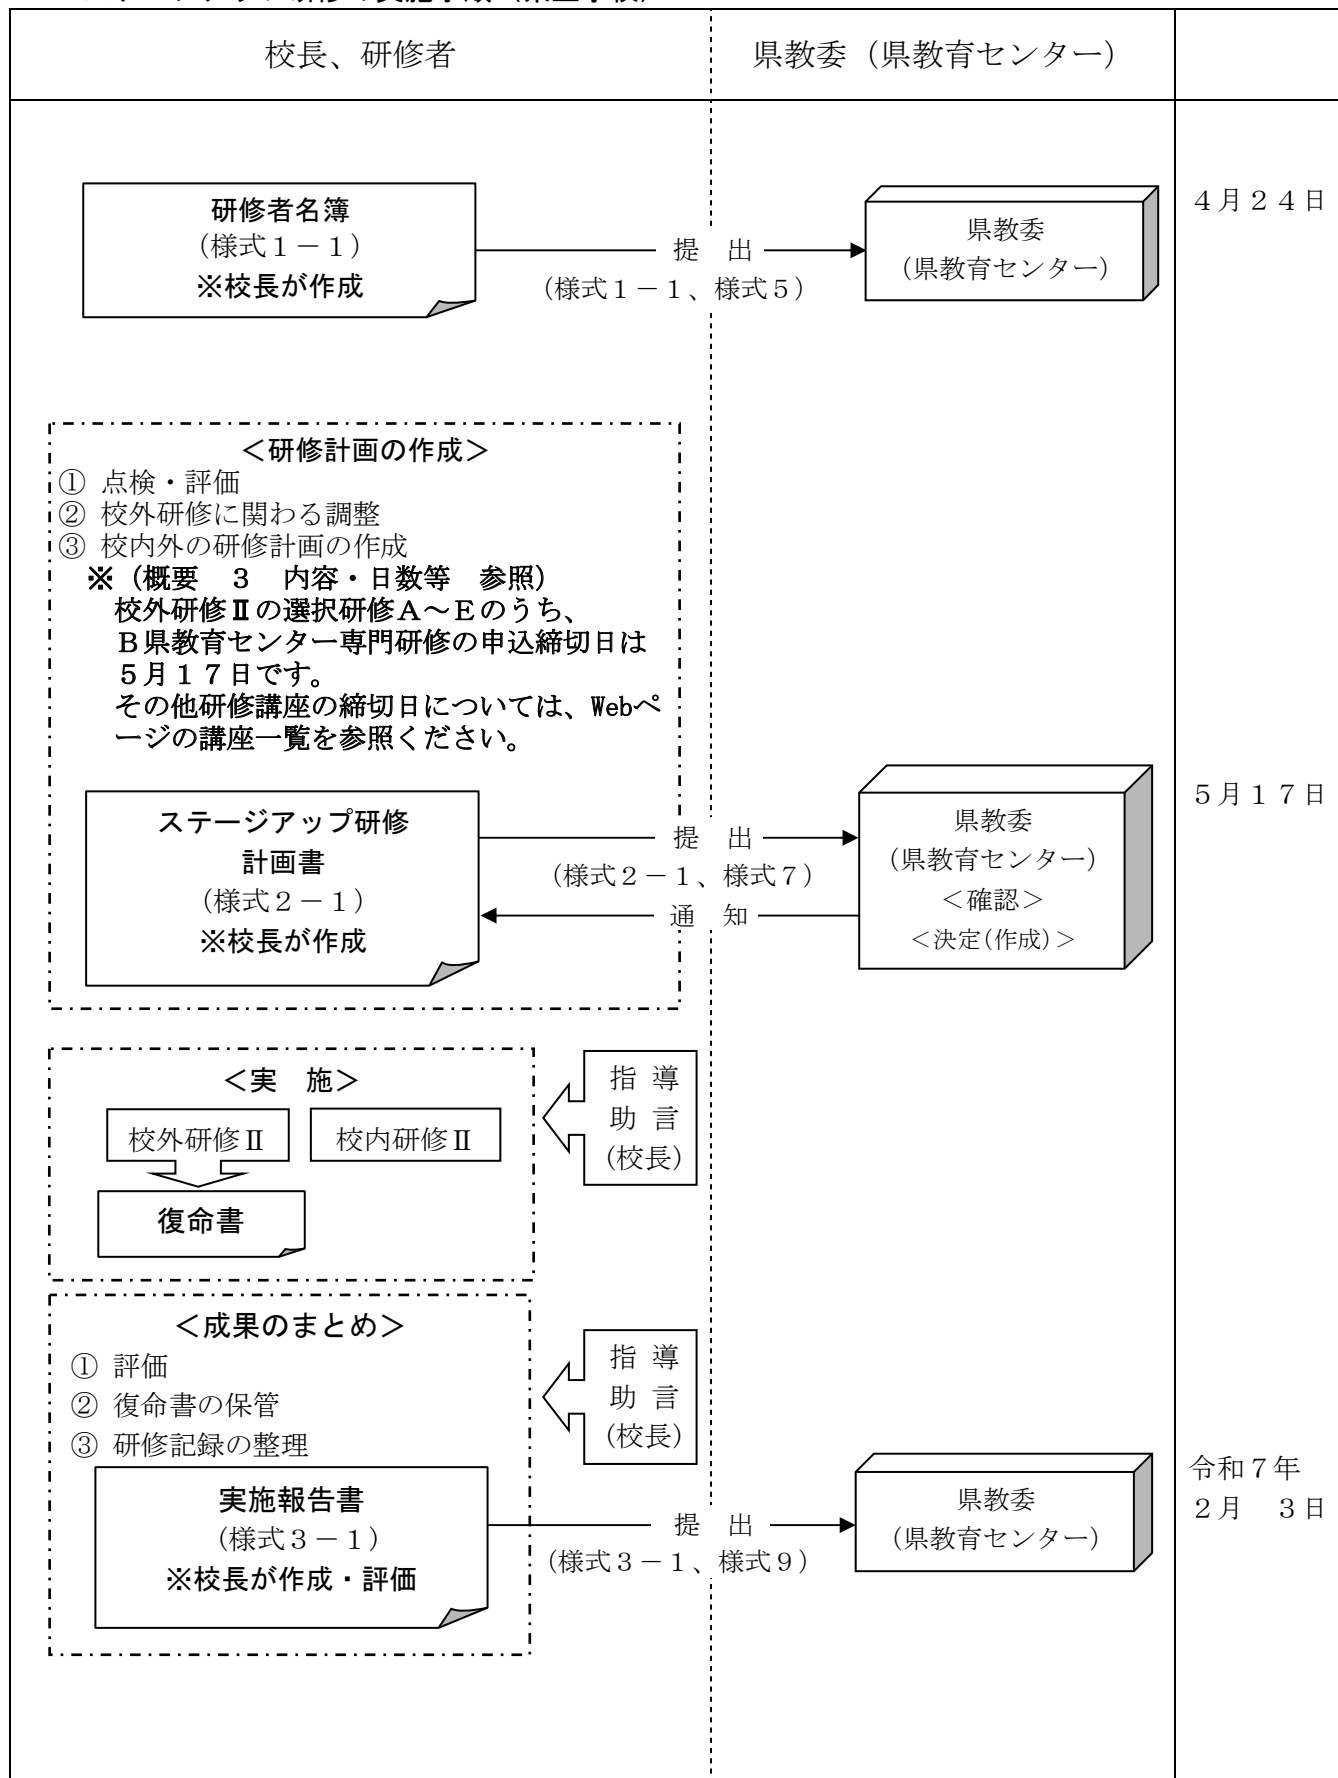 校長、研修者
県教委（県教育センター）
研修者名簿
（様式１－１）
※校長が作成
提　出
（様式１－１、様式５）
県教委
（県教育センター）
４月２４日
＜研修計画の作成＞
① 点検・評価
② 校外研修に関わる調整
③ 校内外の研修計画の作成
※（概要　３　内容・日数等　参照）
校外研修Ⅱの選択研修Ａ～Ｅのうち、
Ｂ県教育センター専門研修の申込締切日は
５月１７日です。
その他研修講座の締切日については、Webペ
ージの講座一覧を参照ください。
ステージアップ研修
計画書
（様式２－１）
※校長が作成
提　出
（様式２－１、様式７）
通　知
県教委
（県教育センター）
＜確認＞
＜決定(作成)＞
５月１７日
＜実　施＞
校外研修Ⅱ
校内研修Ⅱ
復命書
指 導
助 言
(校長)
＜成果のまとめ＞
① 評価
② 復命書の保管
③ 研修記録の整理
指 導
助 言
(校長)
実施報告書
（様式３－１）
※校長が作成・評価
提　出
（様式３－１、様式９）
県教委
（県教育センター）
令和７年
２月　３日